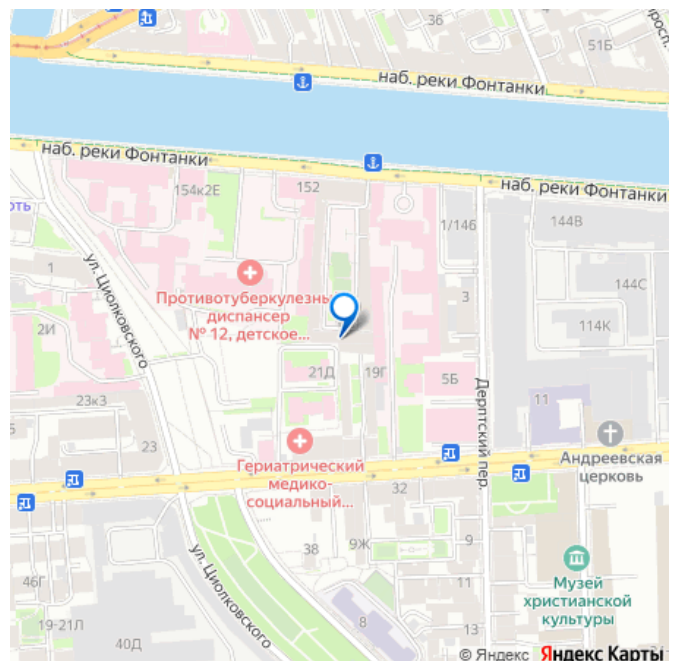 36
51Б
просп.
наб. реки Фонтанки
наб. реки Фонтанки
наб. реки Фонтанки
154к2Е
152
1/146
144В
1
ул. Циолковского
144С
3
114К
Противотуберкулезны
диспансер
№ 12, детское...
2И
21Д
19Г
5Б
Дерптский пер.
23к3
11
5
23
Андреевская
церковь
Гериатрический
медико-
социальный...
32
38
9Ж
9
ул. Циолковского
46Г
11
Музей
христианской
культуры
19-21Л
8
40Д
13
© Яндекс Яндекс Карты